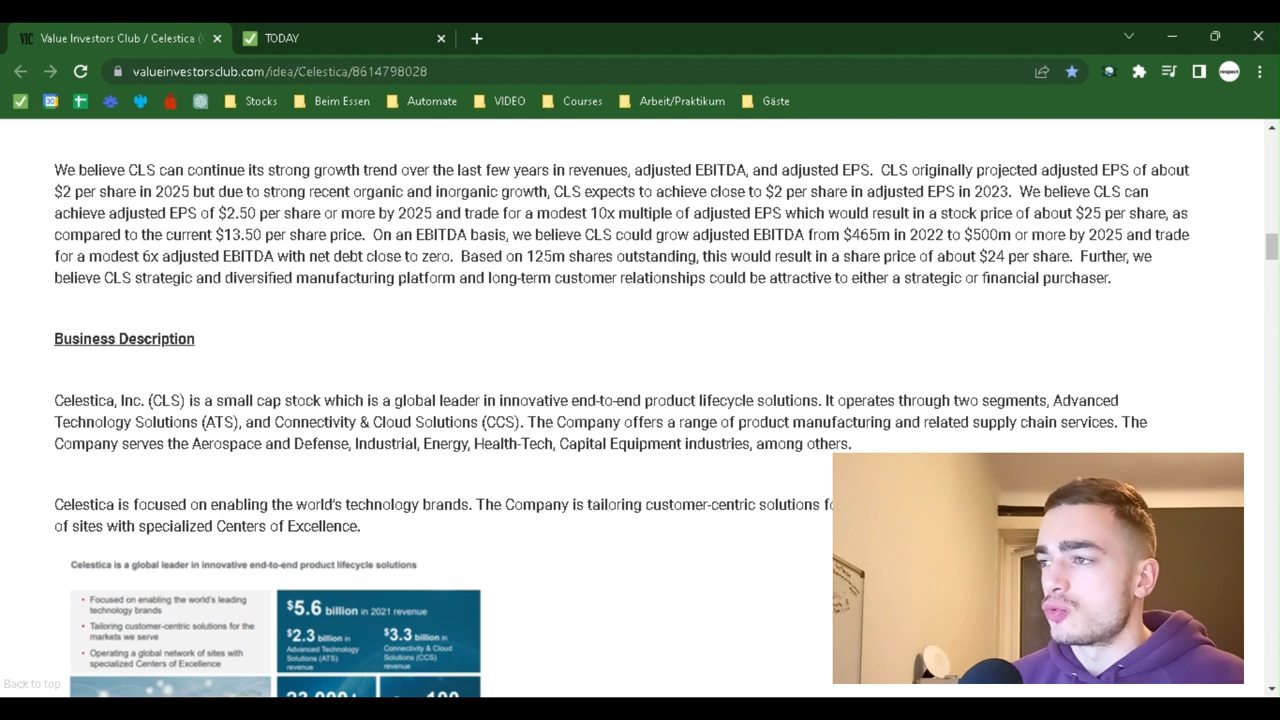 VIC Value Investors Club / Celestica (
TODAY
valueinvestorsclub.com/idea/Celestica/8614798028
respect
30 Stocks Beim Essen Automate VIDEO Courses Arbeit/Praktikum Gäste
We believe CLS can continue its strong growth trend over the last few years in revenues, adjusted EBITDA, and adjusted EPS. CLS originally projected adjusted EPS of about
$2 per share in 2025 but due to strong recent organic and inorganic growth, CLS expects to achieve close to $2 per share in adjusted EPS in 2023. We believe CLS can
achieve adjusted EPS of $2.50 per share or more by 2025 and trade for a modest 10x multiple of adjusted EPS which would result in a stock price of about $25 per share, as
compared to the current $13.50 per share price. On an EBITDA basis, we believe CLS could grow adjusted EBITDA from $465m in 2022 to $500m or more by 2025 and trade
for a modest 6x adjusted EBITDA with net debt close to zero. Based on 125m shares outstanding, this would result in a share price of about $24 per share. Further, we
believe CLS strategic and diversified manufacturing platform and long-term customer relationships could be attractive to either a strategic or financial purchaser.
Business Description
Celestica, Inc. (CLS) is a small cap stock which is a global leader in innovative end-to-end product lifecycle solutions. It operates through two segments, Advanced
Technology Solutions (ATS), and Connectivity & Cloud Solutions (CCS). The Company offers a range of product manufacturing and related supply chain services. The
Company serves the Aerospace and Defense, Industrial, Energy, Health-Tech, Capital Equipment industries, among others.
Celestica is focused on enabling the world's technology brands. The Company is tailoring customer-centric solutions
of sites with specialized Centers of Excellence.
Celestica is a global leader in innovative end-to-end product lifecycle solutions
• Focused on enabling the world's leading
technology brands
• Tailoring customer-centric solutions for the
markets we serve
• Operating a global network of sites with
specialized Centers of Excellence
$5.6 billion in 2021 revenue
$2.3 billion in
Advanced Technology
Solutions (ATS)
revenue
$3.3 billion in
Connectivity & Cloud
Solutions (CCS)
revenue
Back to top